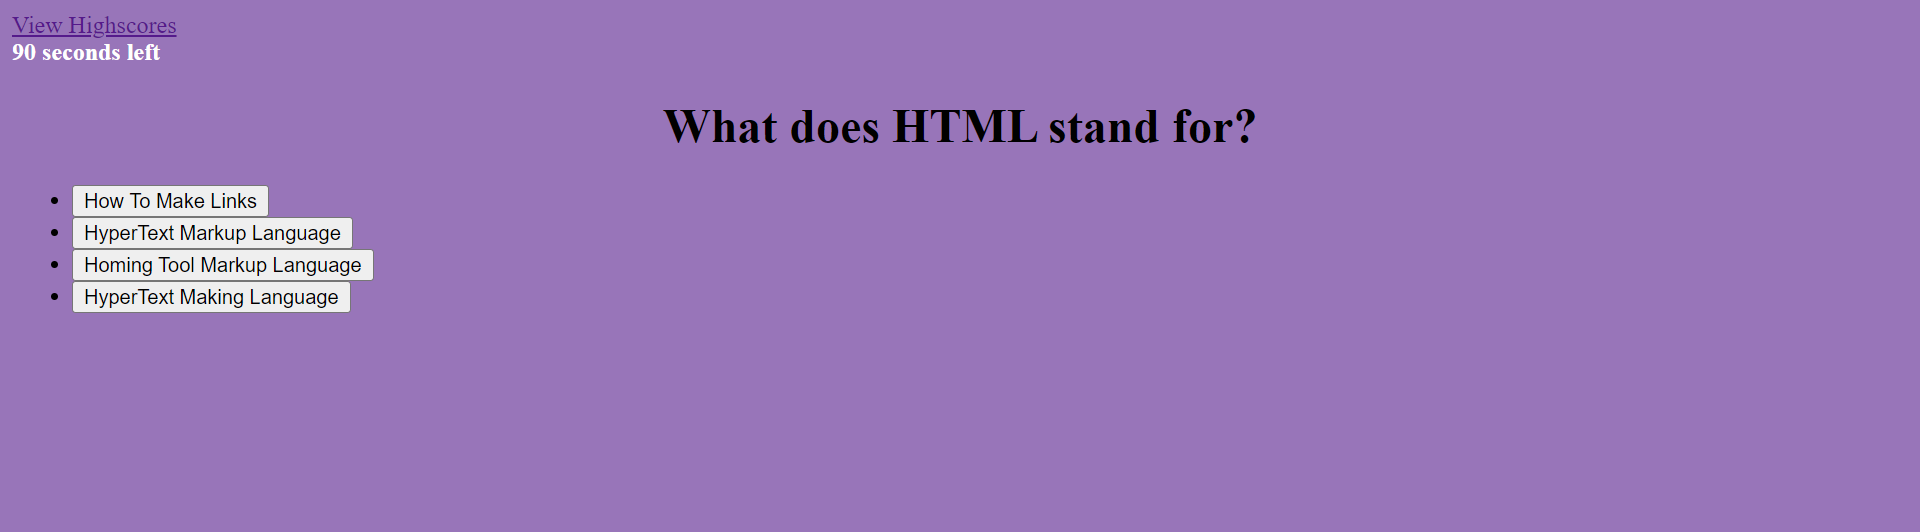 View Highscores
90 seconds left
What does HTML stand for?
How To Make Links
HyperText Markup Language
Homing Tool Markup Language
HyperText Making Language